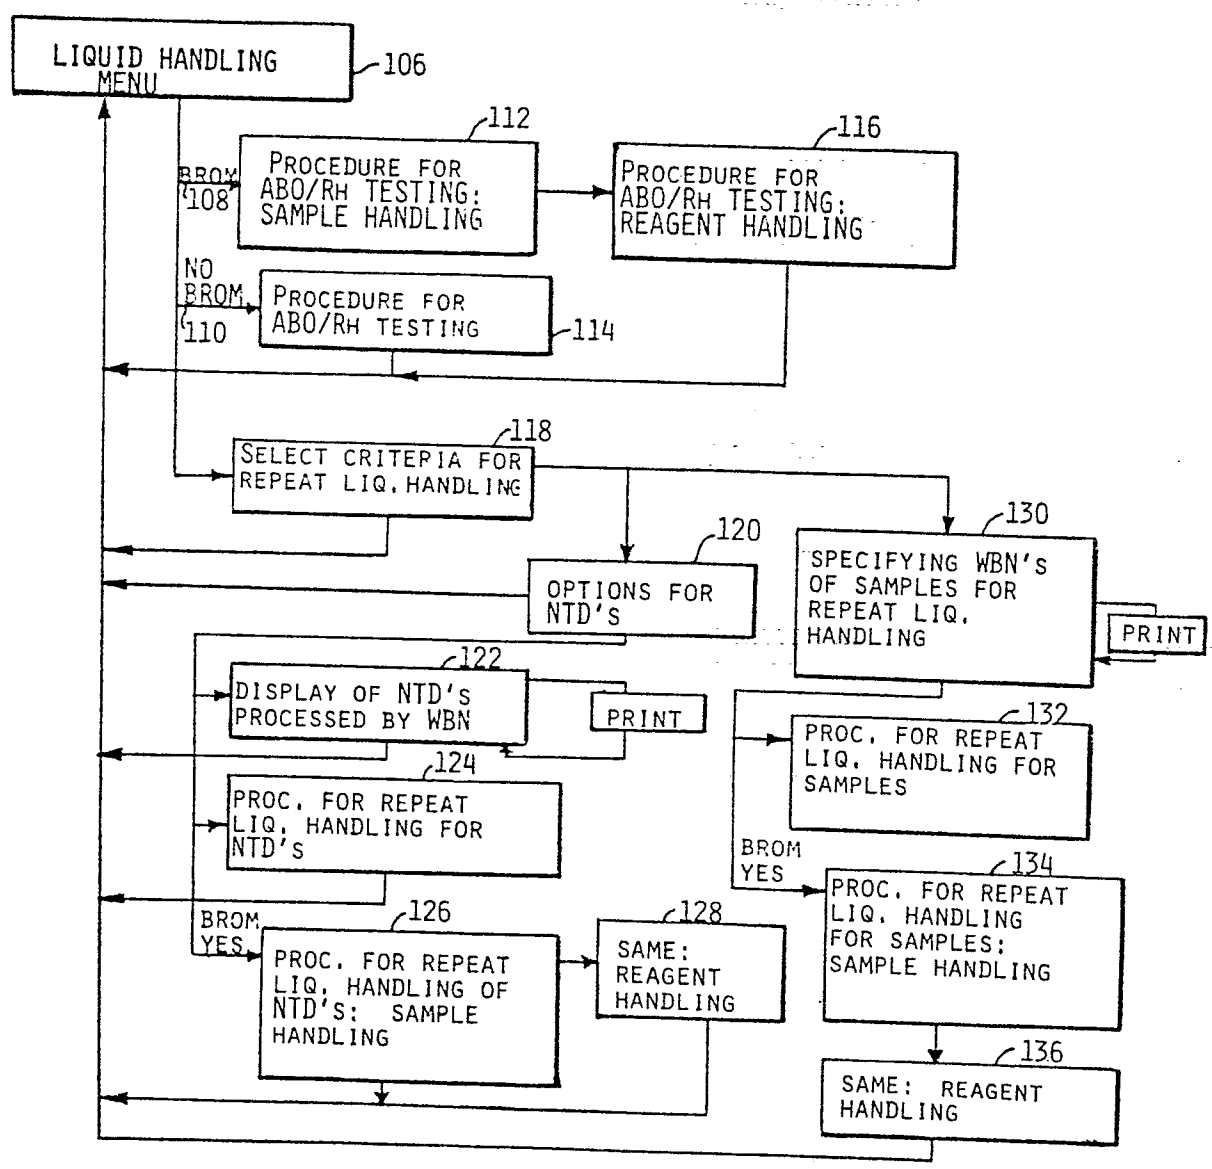 LIQUID HANDLING
MENU
106
112
PROCEDURE FOR
ABO/RH TESTING:
SAMPLE HANDLING
116
PROCEDURE FOR
ABO/RH TESTING:
REAGENT HANDLING
BROM
108
NO
BROM
110
PROCEDURE FOR
ABO/RH TESTING
114
118
SELECT CRITEPIA FOR
REPEAT LIQ. HANDLING
120
OPTIONS FOR
NTD'S
130
SPECIFYING WBN'S
OF SAMPLES FOR
REPEAT LIQ.
HANDLING
PRINT
122
DISPLAY OF NTD'S
PROCESSED BY WBN
PRINT
132
PROC. FOR REPEAT
LIQ. HANDLING FOR
SAMPLES
124
PROC. FOR REPEAT
LIQ. HANDLING FOR
NTD'S
BROM
YES
134
PROC. FOR REPEAT
LIQ. HANDLING
FOR SAMPLES:
SAMPLE HANDLING
BROM
YES
126
PROC. FOR REPEAT
LIQ. HANDLING OF
NTD'S: SAMPLE
HANDLING
128
SAME:
REAGENT
HANDLING
136
SAME: REAGENT
HANDLING